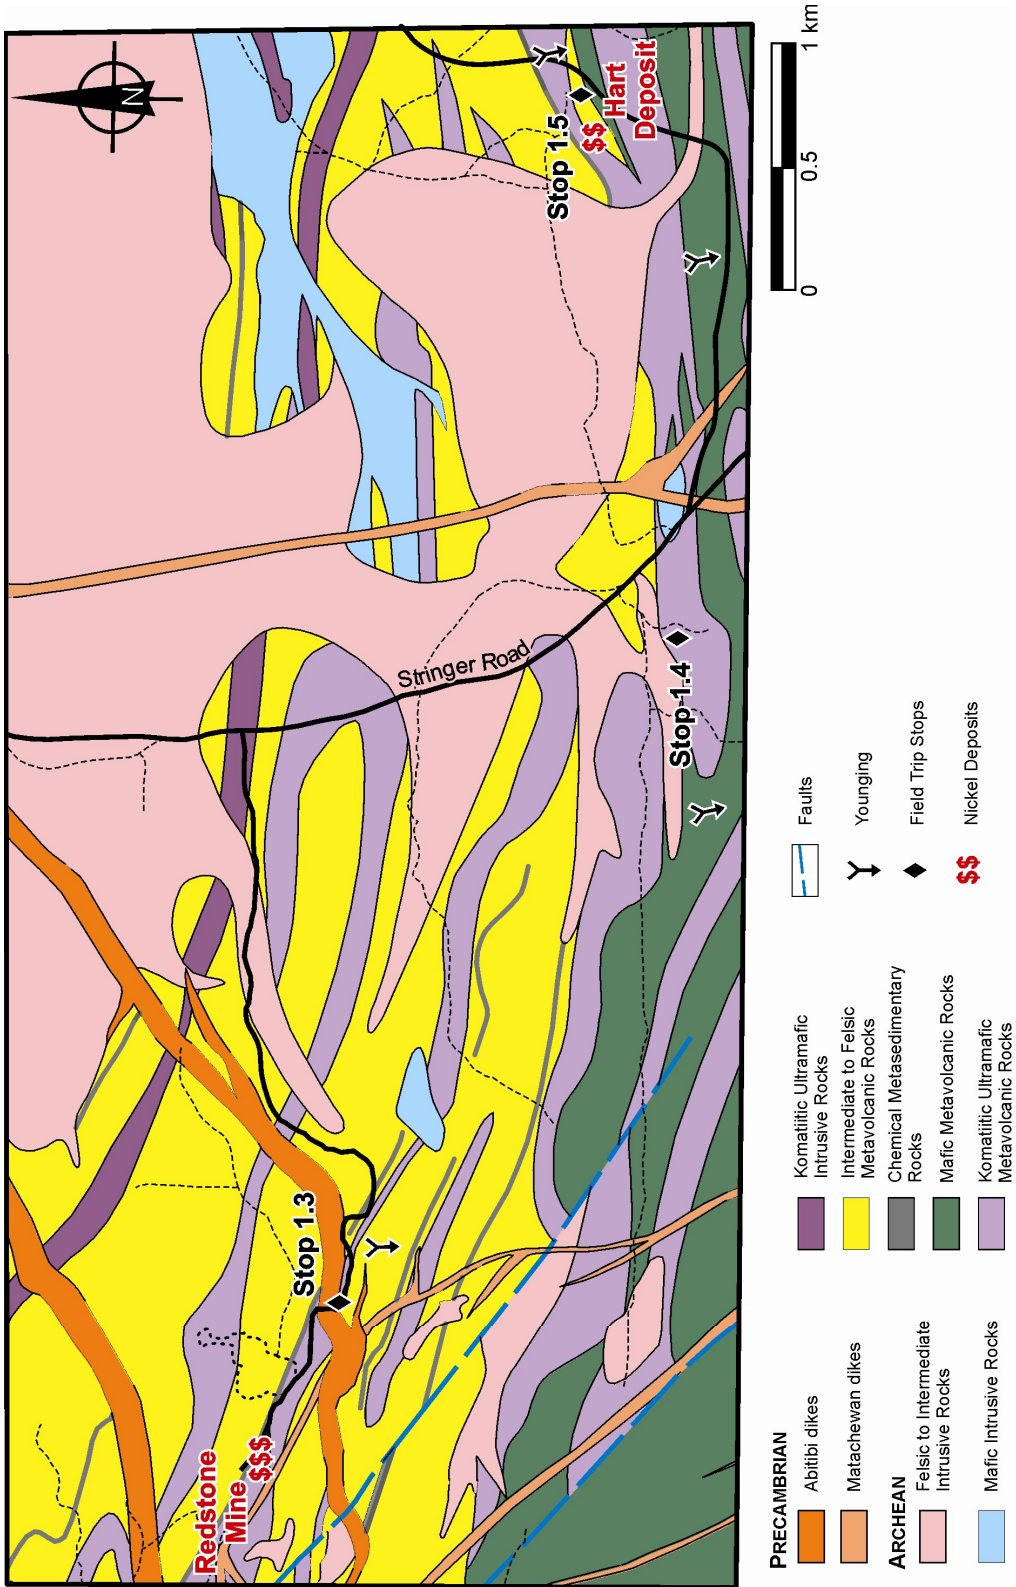 N
Redstone
Mine
$$$
Stop 1.3
Stringer Road
Stop 1.4
Stop 1.5
$$
Hart
Deposit
0
0.5
1 km
PRECAMBRIAN
Abitibi dikes
Matachewan dikes
ARCHEAN
Felsic to Intermediate
Intrusive Rocks
Mafic Intrusive Rocks
Komatiitic Ultramafic
Intrusive Rocks
Intermediate to Felsic
Metavolcanic Rocks
Chemical Metasedimentary
Rocks
Mafic Metavolcanic Rocks
Komatiitic Ultramafic
Metavolcanic Rocks
Faults
Younging
Field Trip Stops
$$
Nickel Deposits